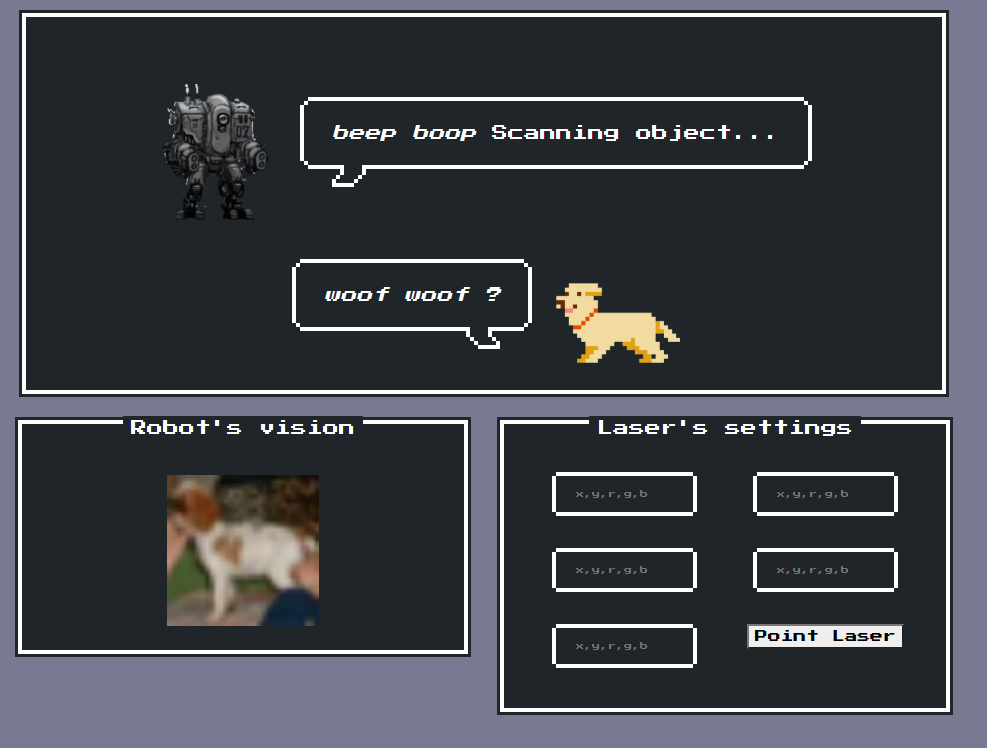 beep boop Scanning object...
woof woof ?
Robot's vision
Laser's settings
x,y,r,g,b
x,y,r,g,b
x,y,r,g,b
x,y,r,g,b
x,y,r,g,b
Point Laser